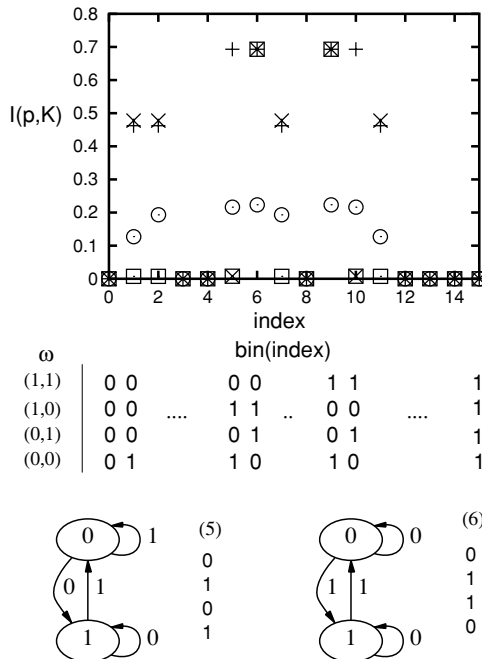 0.8
0.7
0.6
0.5
I(p,K)
0.4
0.3
0.2
0.1
0
0 2 4 6 8 10 12 14
index
ω bin(index)
(1,1) 0 0 0 0 1 1 1
(1,0) 0 0 .... 1 1 .. 0 0 .... 1
(0,1) 0 0 0 1 0 1 1
(0,0) 0 1 1 0 1 0 1
(5) (6)
0 1 0 0
0 0
0 1 1 1
1 1
0 1
1 0 1 1 0 0